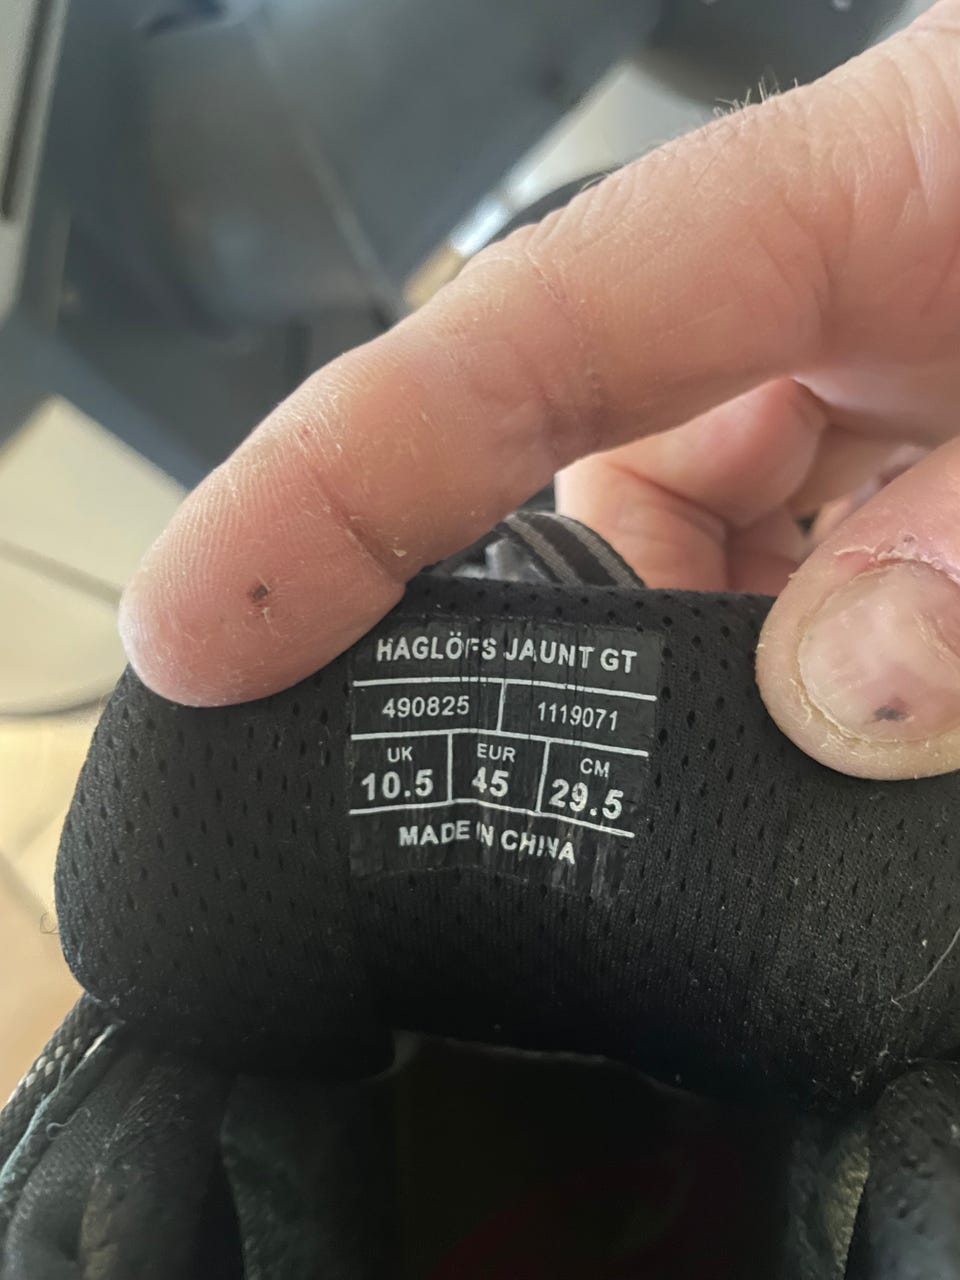 HAGLÖFS JAUNT GT
490825 1119071
UK EUR CM
10.5 45 29.5
MADE IN CHINA